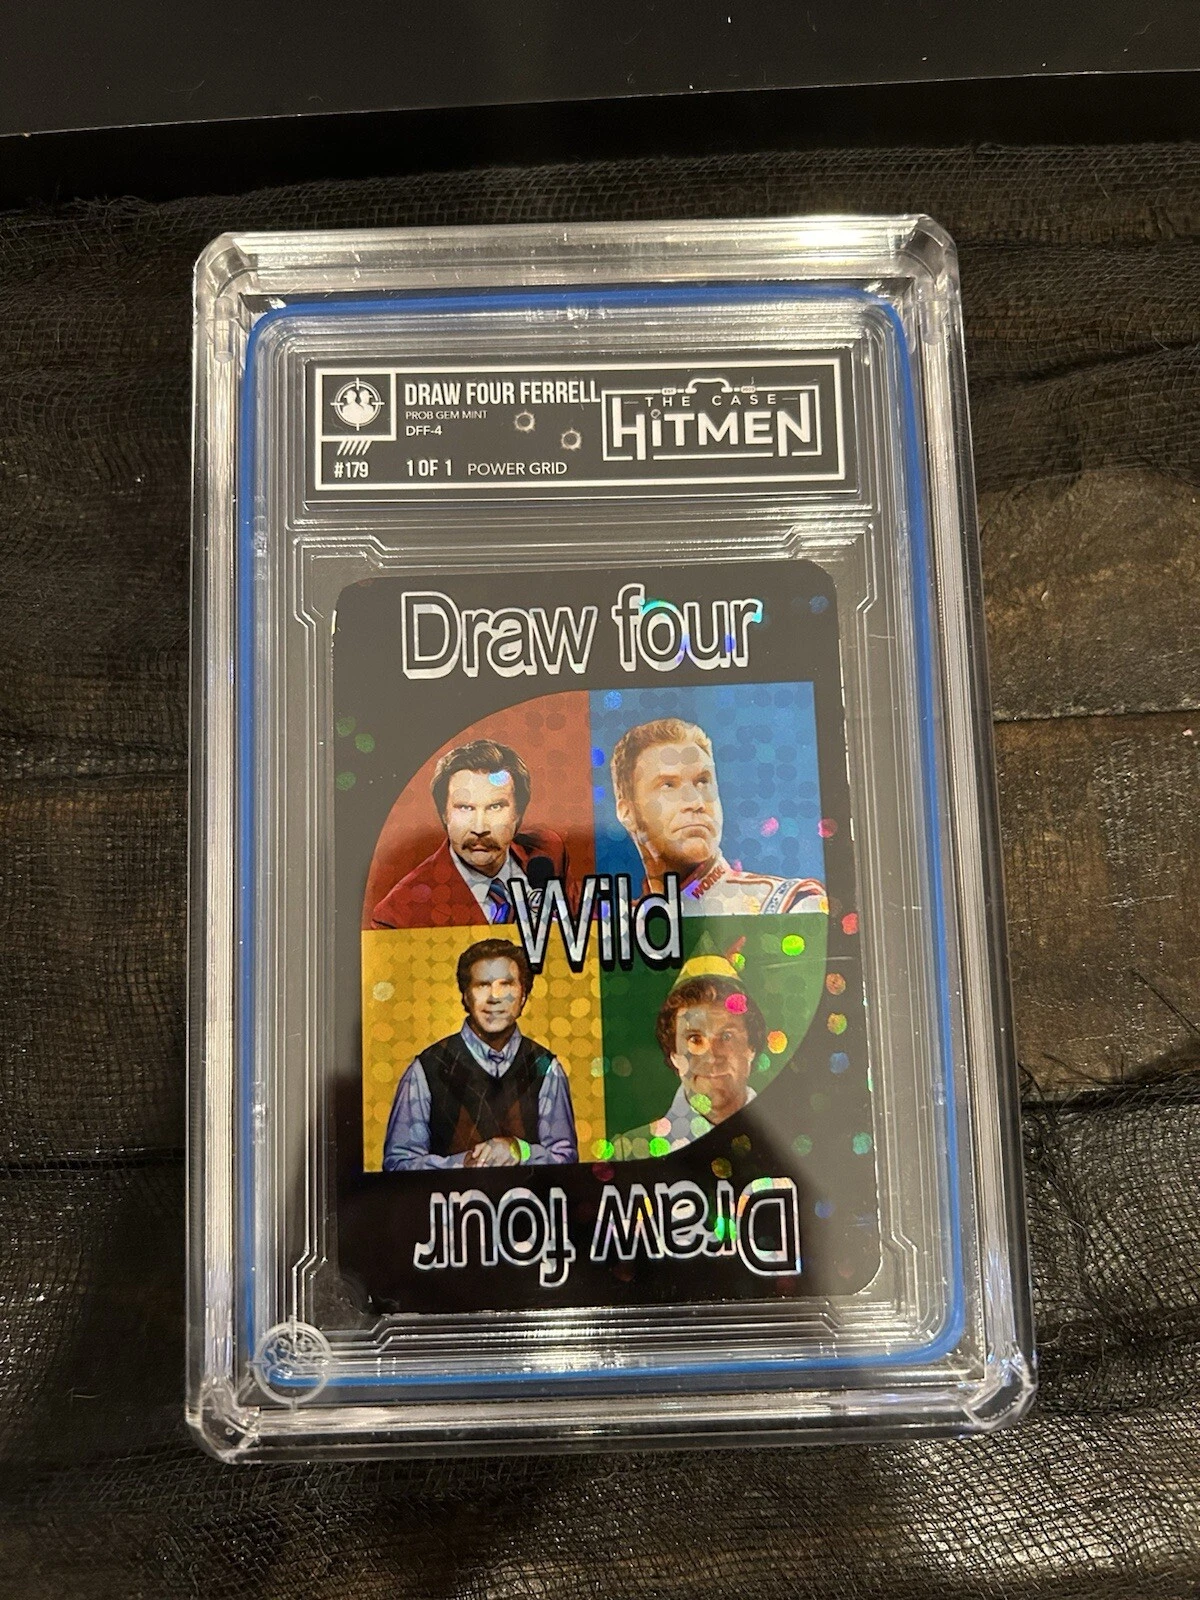 DRAW FOUR FERRELL
PROB GEM MINT
DFF-4
#179
1 OF 1 POWER GRID
THE CASE
HITMEN
Draw four
Wild
Draw four